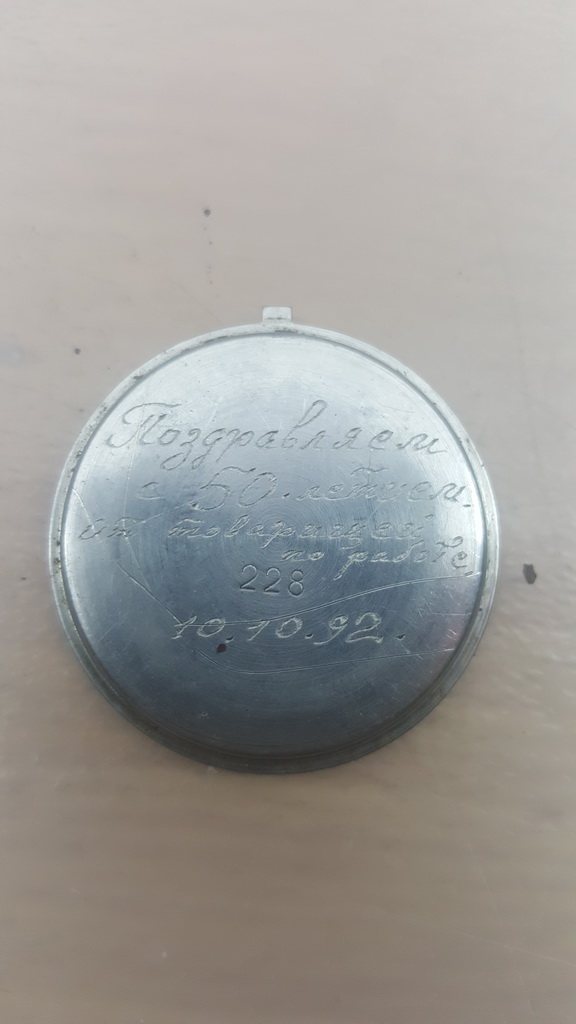 Поздравляем
с 50-летием.
от товарищей
по работе.
228
10.10.92.